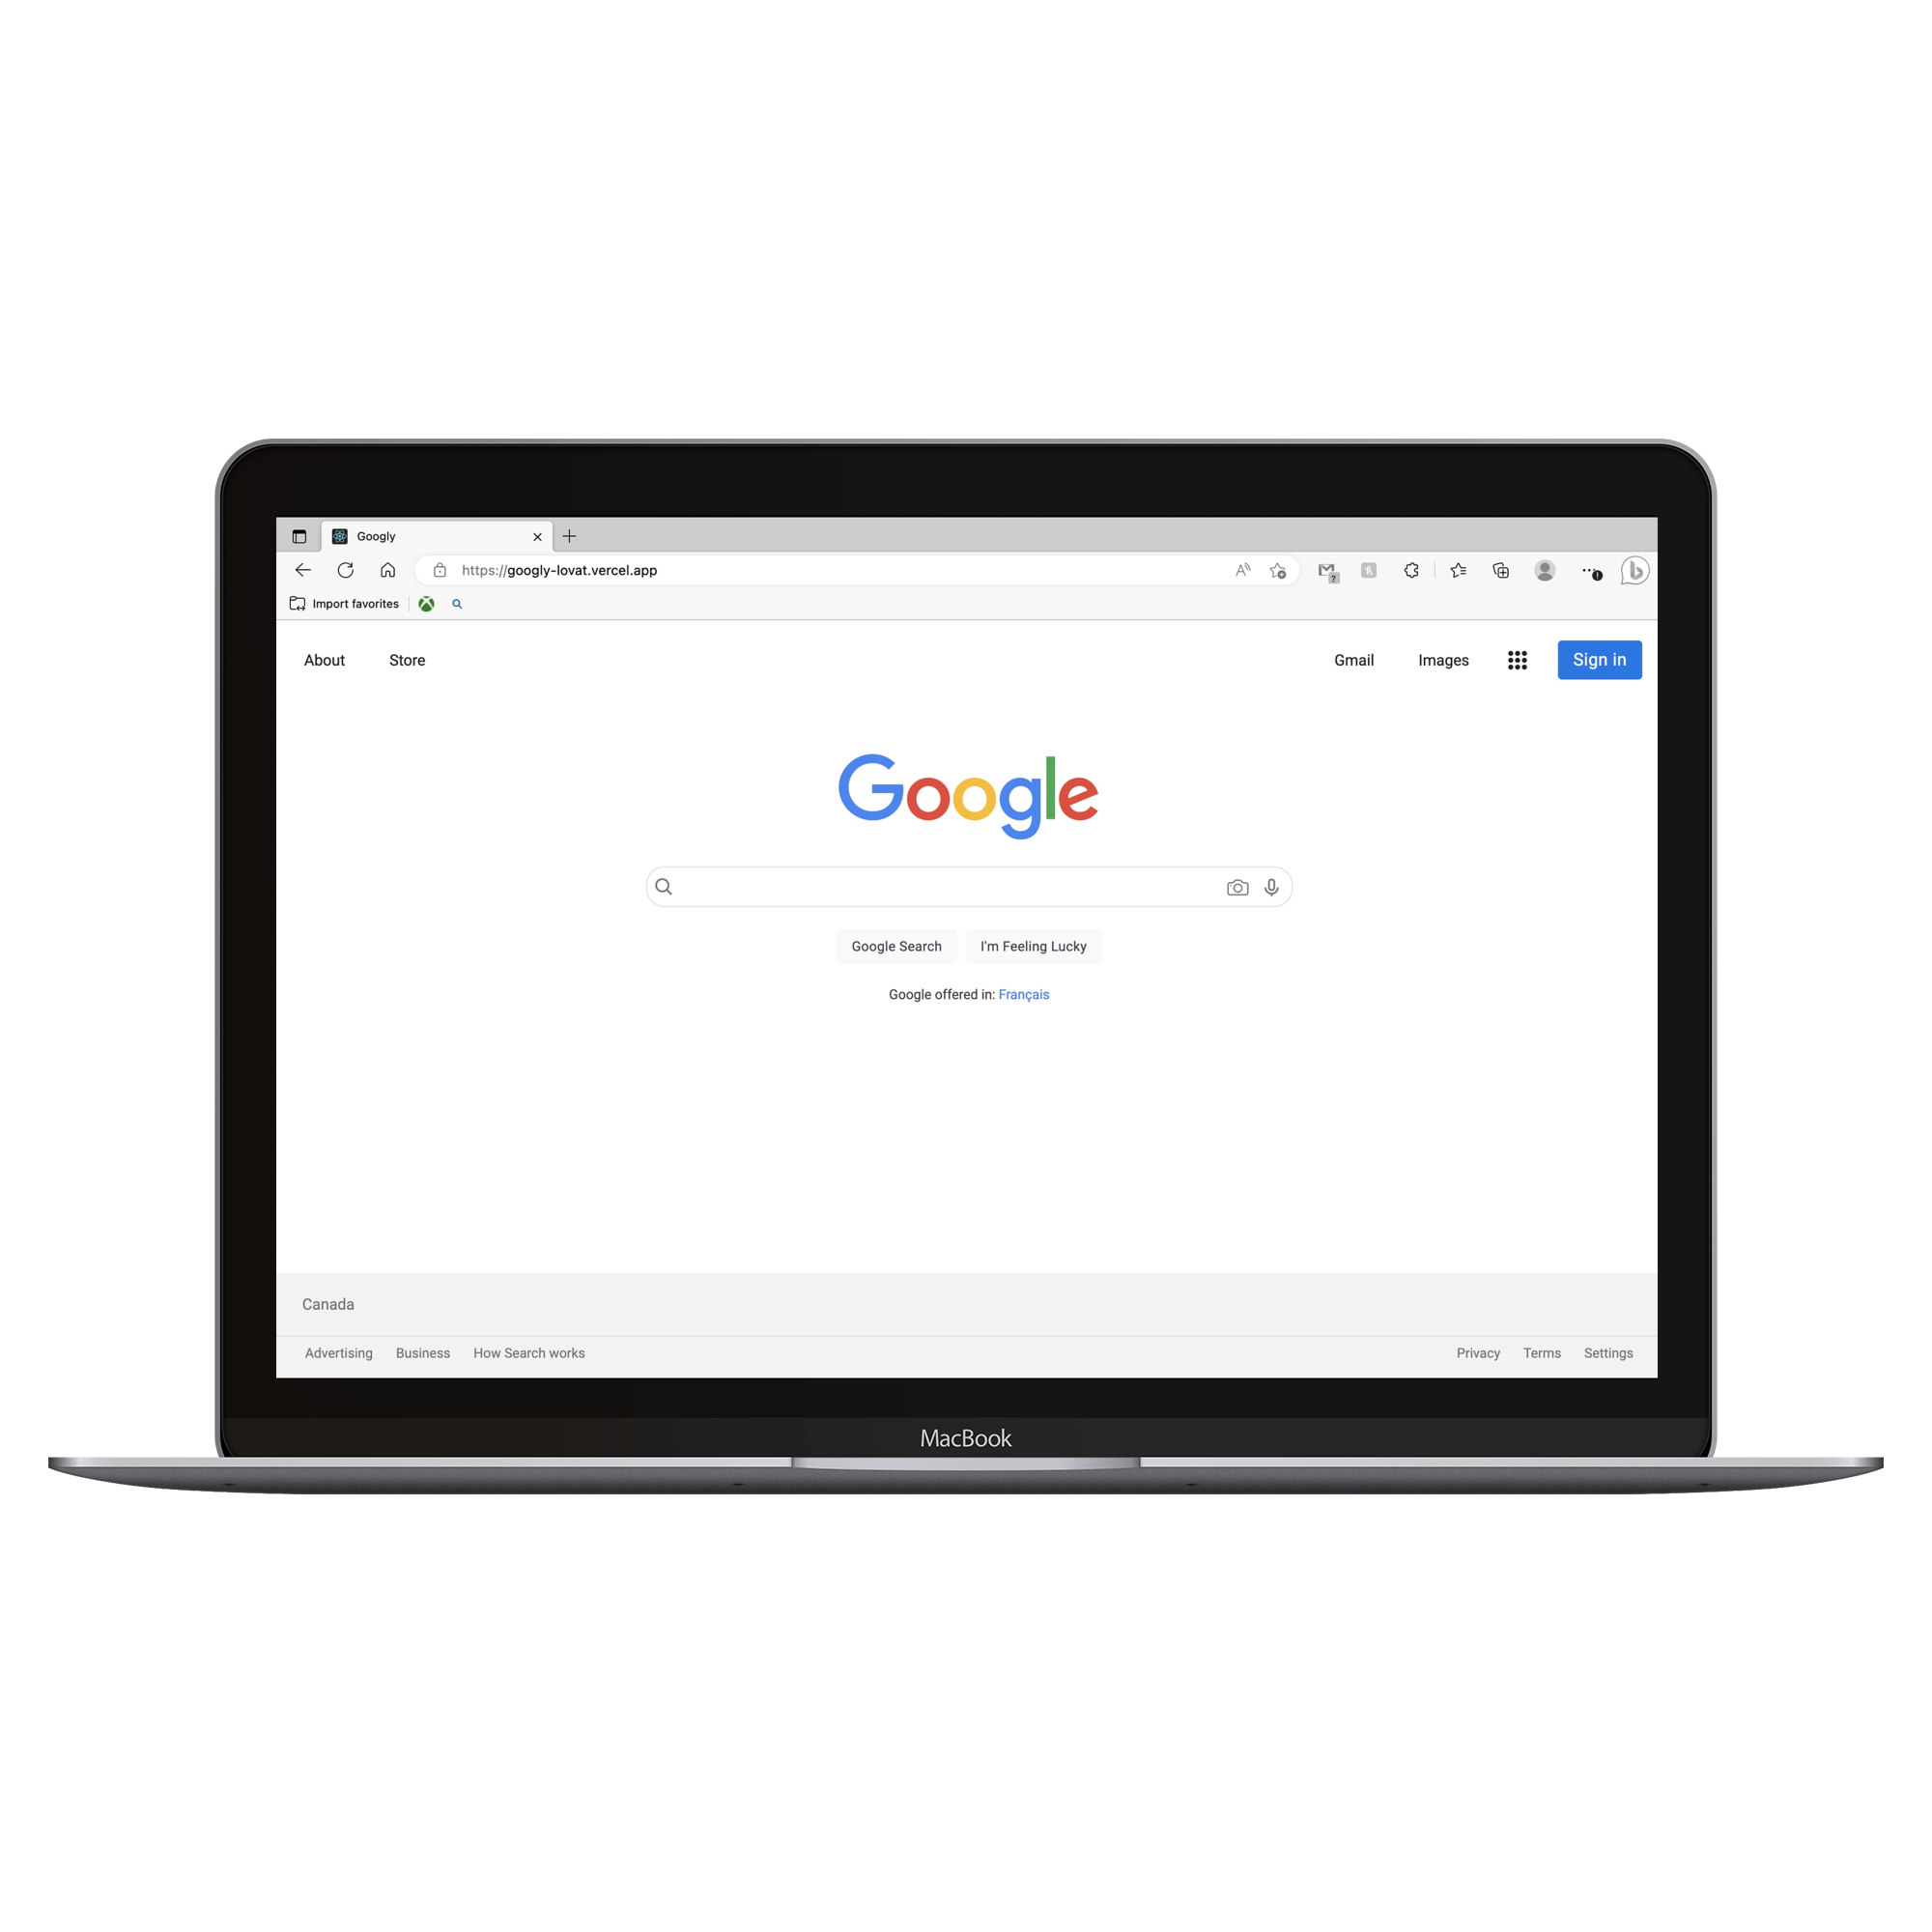 Googly
https://googly-lovat.vercel.app
Import favorites
About Store Gmail Images Sign in
Google
Google Search I'm Feeling Lucky
Google offered in: Français
Canada
Advertising Business How Search works Privacy Terms Settings
MacBook